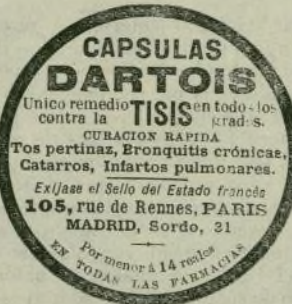 CAPSULAS
DARTOIS
Unico remedio TISIS en todos los
contra la grados.
CURACION RAPIDA
Tos pertinaz, Bronquitis crónicas,
Catarros, Infartos pulmonares.
Exíjase el Sello del Estado francés
105, rue de Rennes, PARIS
MADRID, Sordo, 31
Por menor á 14 reales
EN TODAS LAS FARMACIAS